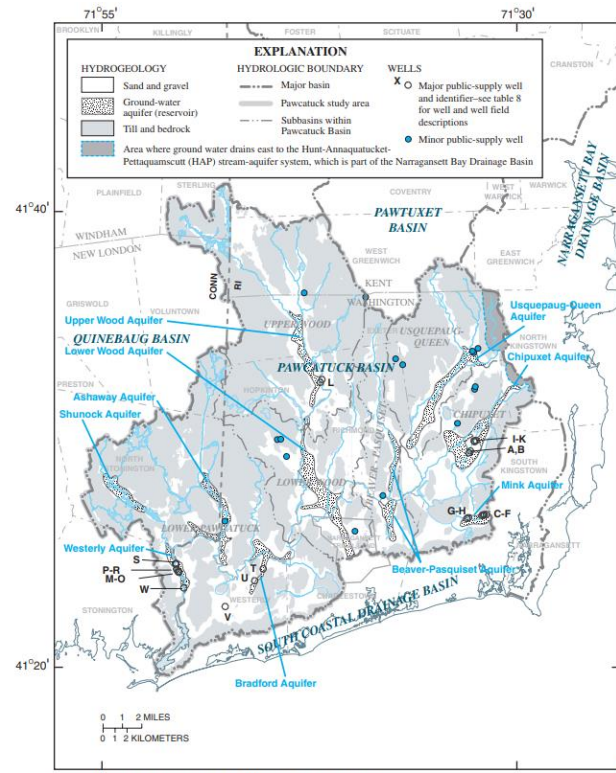 71°55'
71°30'
BROOKLYN
KILLINGLY
FOSTER
SCITUATE
CRANSTON
EXPLANATION
HYDROGEOLOGY
Sand and gravel
Ground-water
aquifer (reservoir)
Till and bedrock
Area where ground water drains east to the Hunt-Annaquatucket-
Pettaquamscutt (HAP) stream-aquifer system, which is part of the Narragansett Bay Drainage Basin
HYDROLOGIC BOUNDARY
Major basin
Pawcatuck study area
Subbasins within
Pawcatuck Basin
WELLS
X
Major public-supply well
and identifier–see table 8
for well and well field
descriptions
Minor public-supply well
PLAINFIELD
STERLING
COVENTRY
WEST
WARWICK
WARWICK
41°40'
WINDHAM
NEW LONDON
PAWTUXET
BASIN
NARRAGANSETT BAY
DRAINAGE BASIN
WEST
GREENWICH
EAST
GREENWICH
KENT
WASHINGTON
CONN
RI
GRISWOLD
VOLUNTOWN
Upper Wood Aquifer
UPPER WOOD
USQUEPAUG-
QUEEN
Usquepaug-Queen
Aquifer
QUINEBAUG BASIN
Lower Wood Aquifer
NORTH
KINGSTOWN
Chipuxet Aquifer
PAWCATUCK BASIN
PRESTON
L
HOPKINTON
Ashaway Aquifer
Shunock Aquifer
CHIPUXET
RICHMOND
BEAVER-PASQUISET
I-K
A,B
NORTH
STONINGTON
SOUTH
KINGSTOWN
LOWER WOOD
Mink Aquifer
G-H
C-F
LOWER PAWCATUCK
NARRAGANSETT
Westerly Aquifer
S
P-R
M-O
W
T
U
Beaver-Pasquiset Aquifer
WESTERLY
CHARLESTOWN
V
STONINGTON
SOUTH COASTAL DRAINAGE BASIN
41°20'
Bradford Aquifer
0 1 2 MILES
0 1 2 KILOMETERS